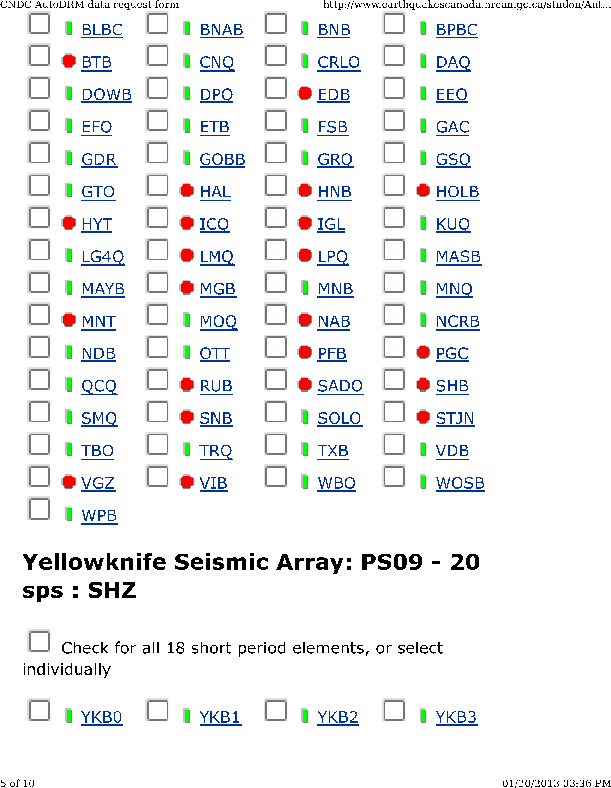 CNDC AutoDRM data request form http://www.earthquakescanada.nrcan.gc.ca/stndon/Aut...
BLBC BNAB BNB BPBC
BTB CNQ CRLO DAQ
DOWB DPQ EDB EEO
EFO ETB FSB GAC
GDR GOBB GRQ GSQ
GTO HAL HNB HOLB
HYT ICQ IGL KUQ
LG4Q LMQ LPQ MASB
MAYB MGB MNB MNQ
MNT MOQ NAB NCRB
NDB OTT PFB PGC
QCQ RUB SADO SHB
SMQ SNB SOLO STJN
TBO TRQ TXB VDB
VGZ VIB WBO WOSB
WPB
Yellowknife Seismic Array: PS09 - 20
sps : SHZ
Check for all 18 short period elements, or select
individually
YKB0 YKB1 YKB2 YKB3
5 of 10 01/20/2013 03:36 PM